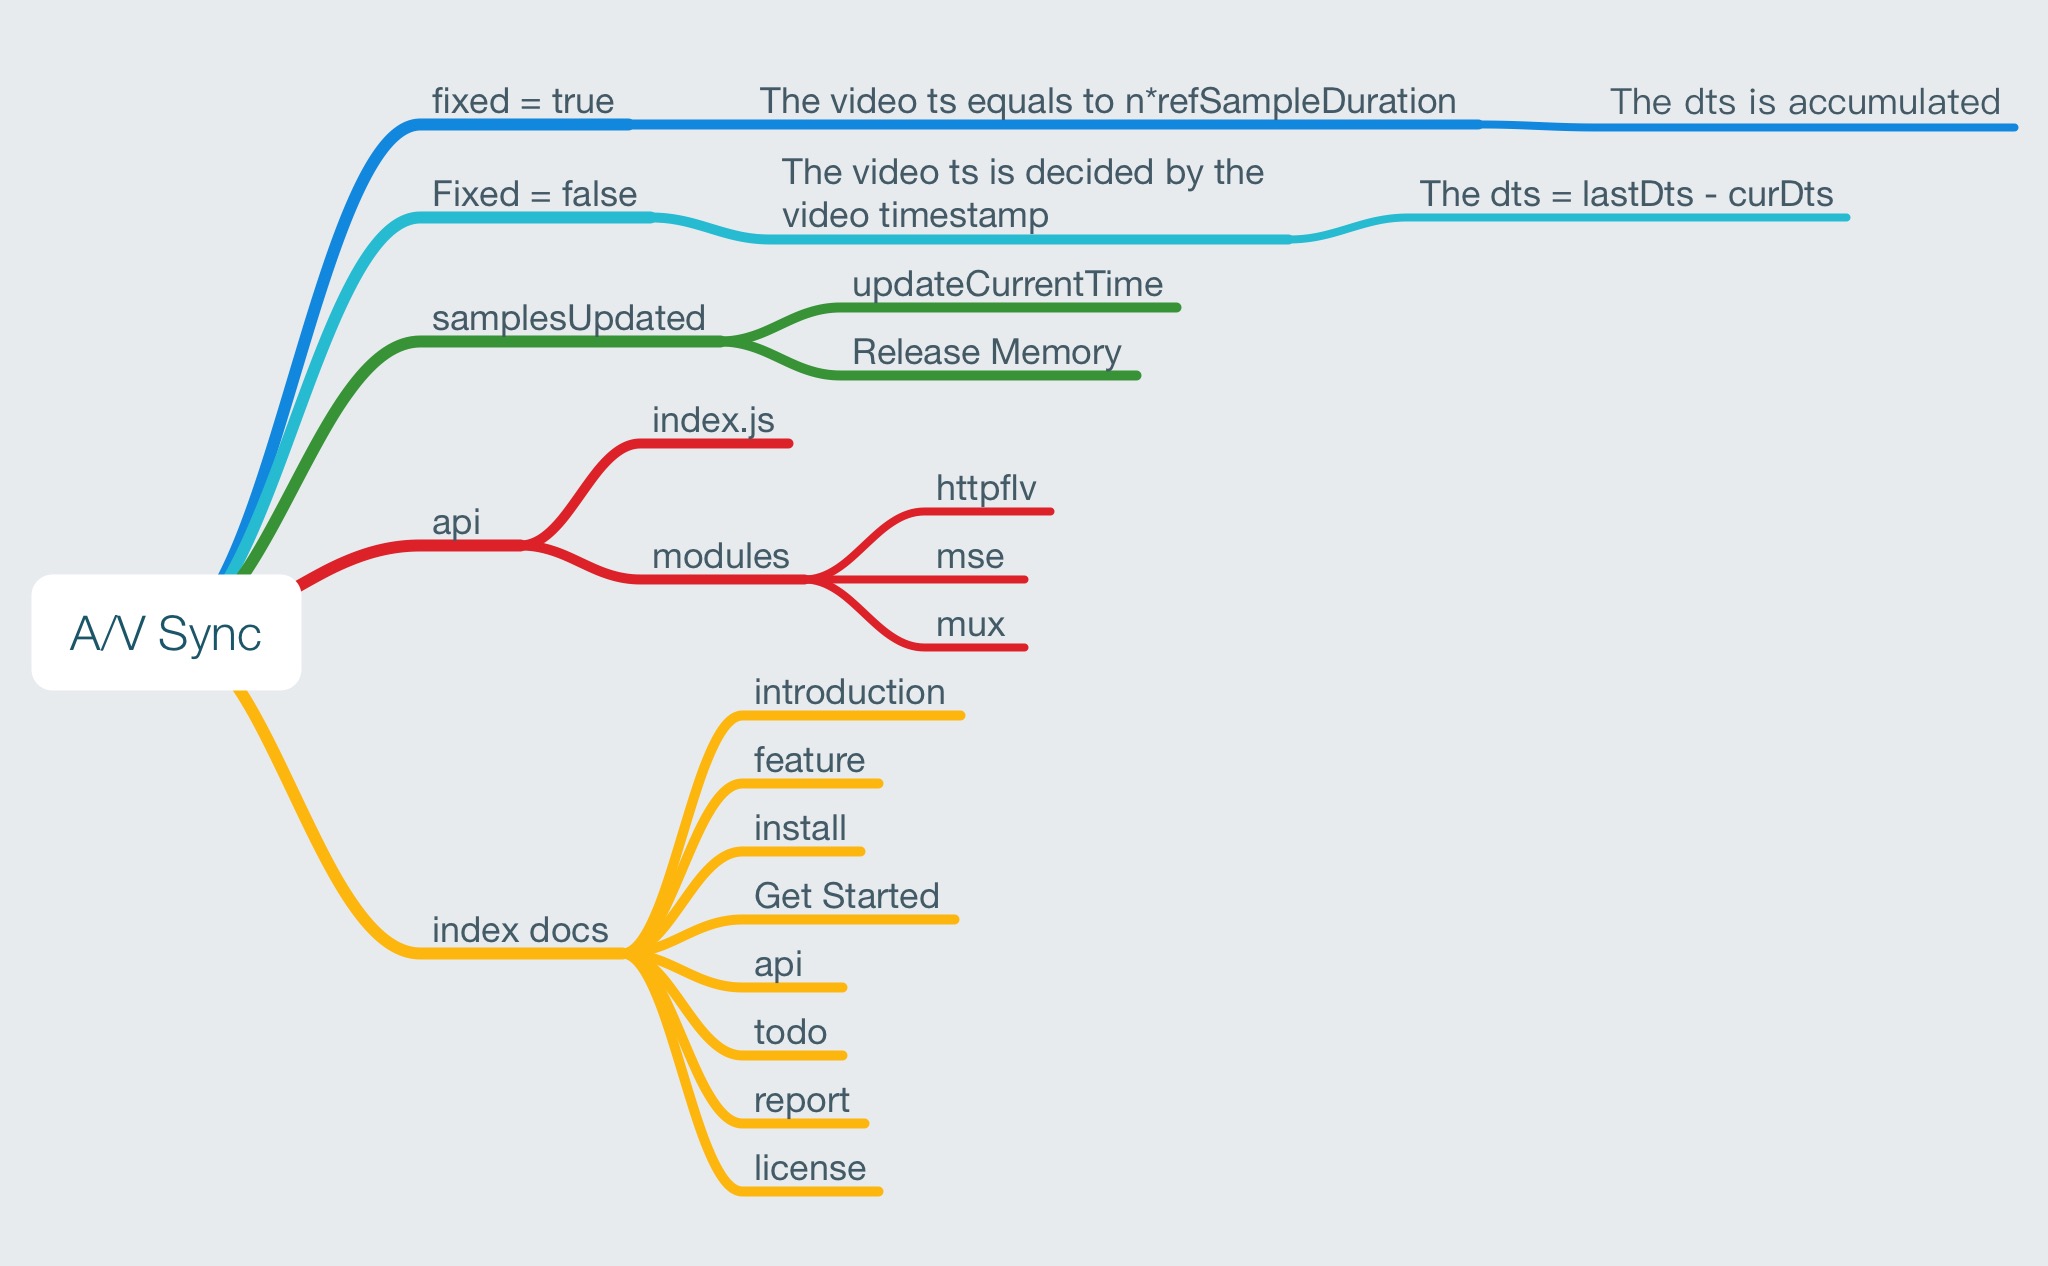 fixed = true
The video ts equals to n*refSampleDuration
The dts is accumulated
Fixed = false
The video ts is decided by the
video timestamp
The dts = lastDts - curDts
samplesUpdated
updateCurrentTime
Release Memory
api
index.js
modules
httpflv
mse
mux
A/V Sync
index docs
introduction
feature
install
Get Started
api
todo
report
license